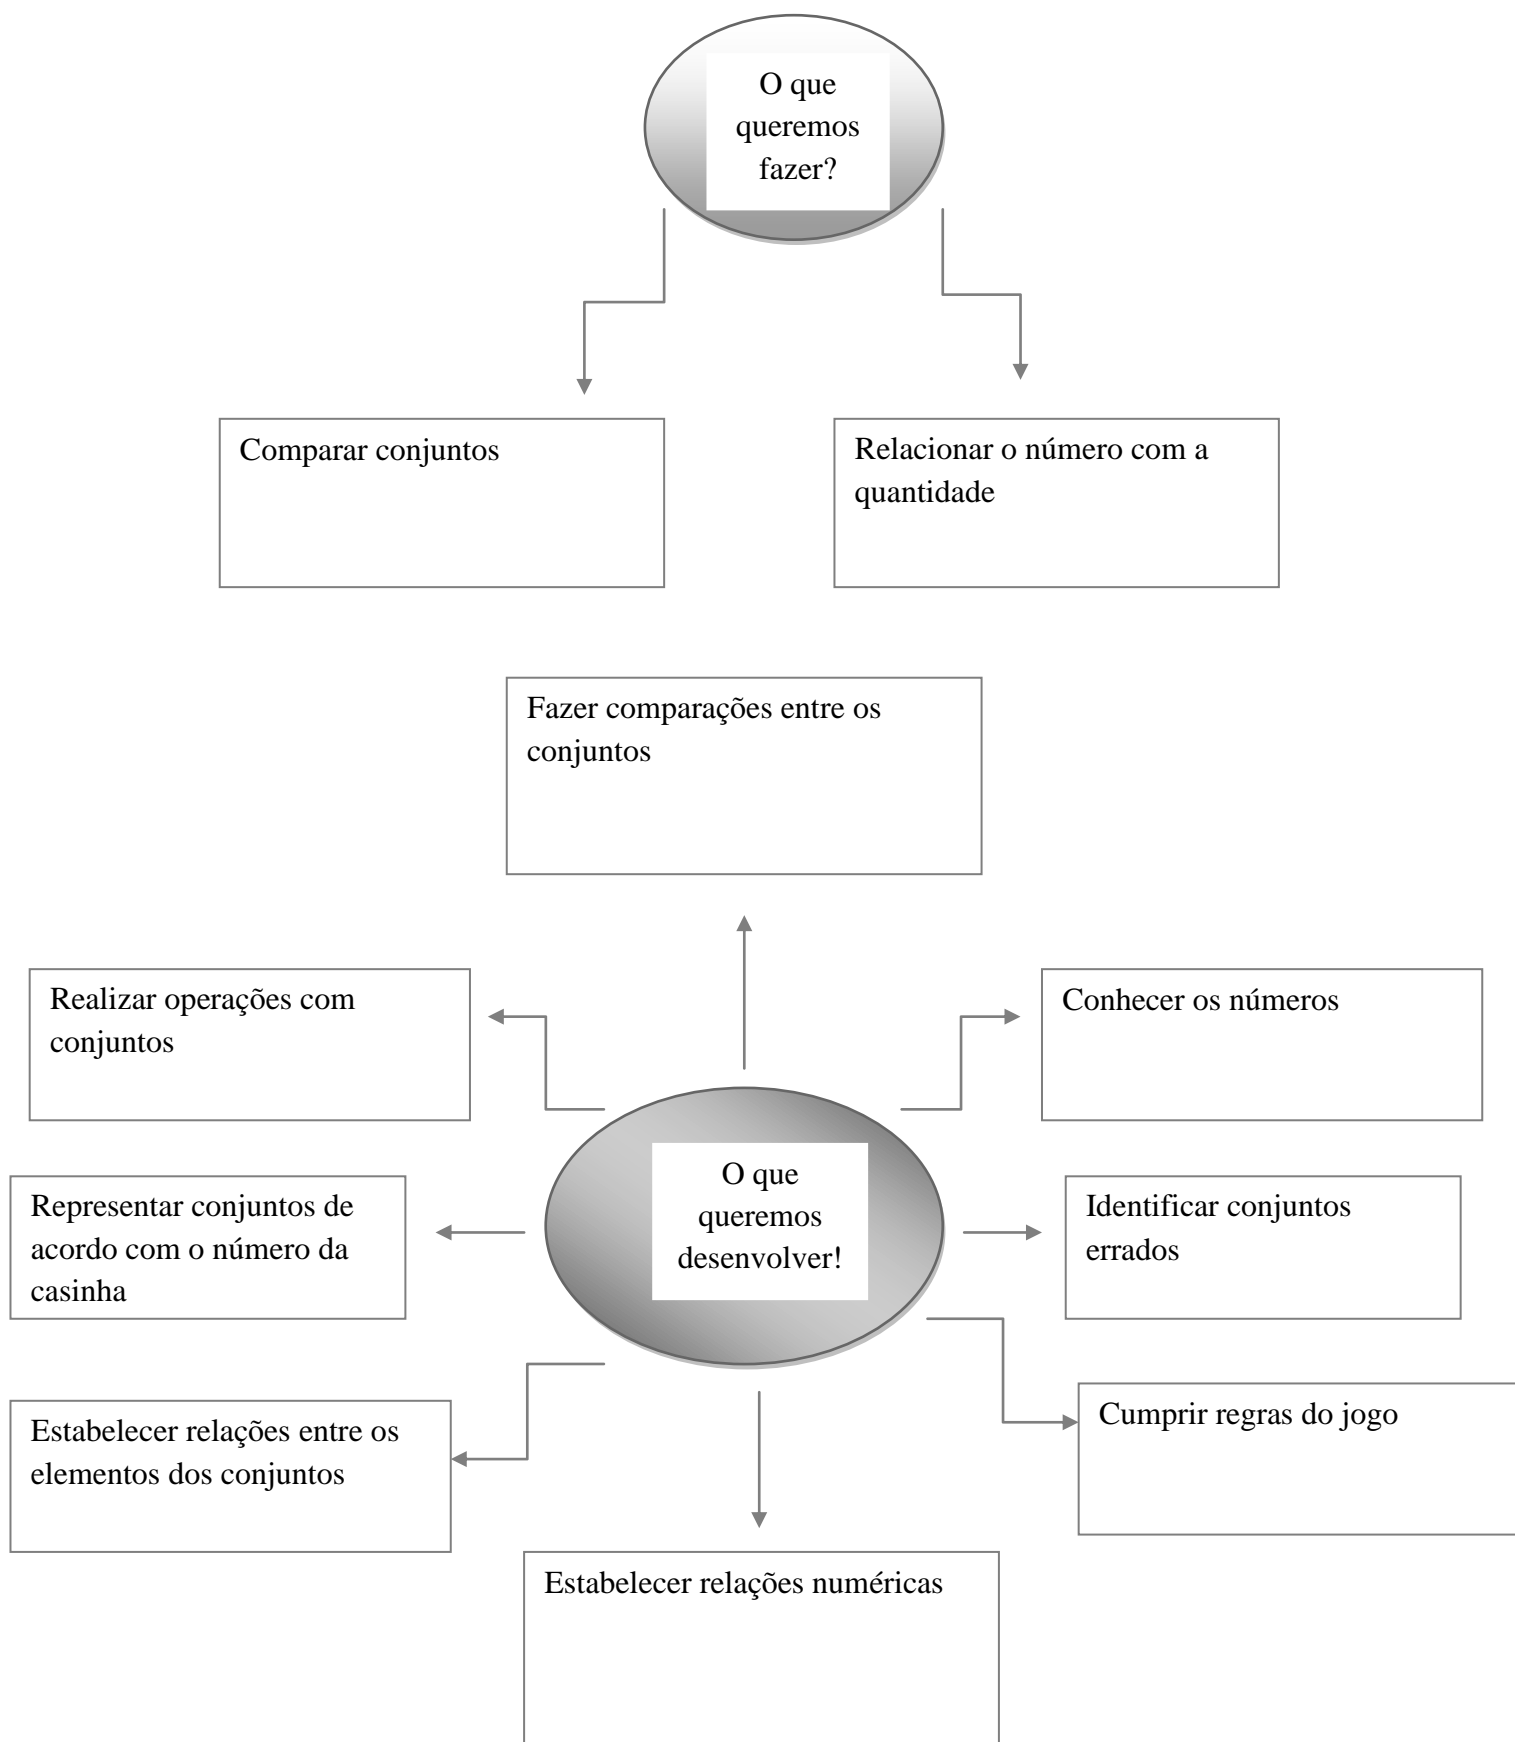 O que
queremos
fazer?
Comparar conjuntos
Relacionar o número com a
quantidade
Fazer comparações entre os
conjuntos
Realizar operações com
conjuntos
Conhecer os números
O que
queremos
desenvolver!
Representar conjuntos de
acordo com o número da
casinha
Identificar conjuntos
errados
Estabelecer relações entre os
elementos dos conjuntos
Cumprir regras do jogo
Estabelecer relações numéricas